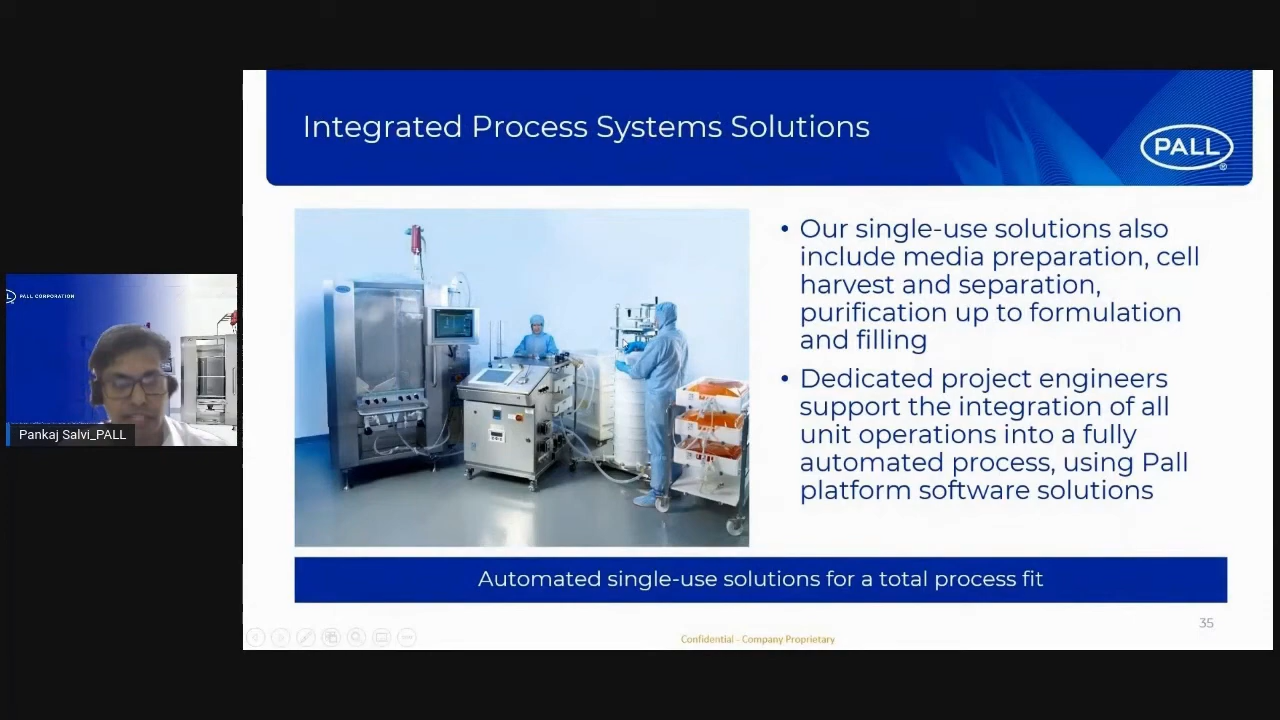 Integrated Process Systems Solutions
PALL
®
• Our single-use solutions also
include media preparation, cell
harvest and separation,
purification up to formulation
and filling
• Dedicated project engineers
support the integration of all
unit operations into a fully
automated process, using Pall
platform software solutions
Automated single-use solutions for a total process fit
35
Confidential - Company Proprietary
PALL CORPORATION
Pankaj Salvi_PALL